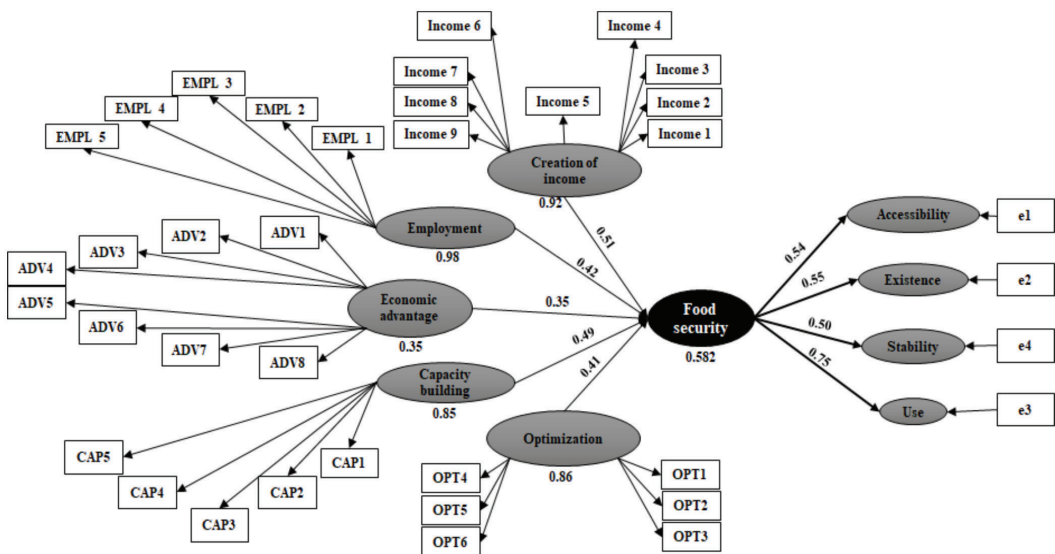 Income 6
Income 4
Income 7
Income 3
Income 8
Income 5
Income 2
Income 9
Income 1
EMPL 3
EMPL 4
EMPL 2
EMPL 5
EMPL 1
Creation of
income
0.92
0.51
Employment
0.98
0.42
ADV1
ADV2
ADV3
ADV4
ADV5
ADV6
ADV7
ADV8
Economic
advantage
0.35
0.35
Capacity
building
0.85
0.49
0.41
CAP5
CAP4
CAP3
CAP2
CAP1
Optimization
0.86
OPT4
OPT5
OPT6
OPT1
OPT2
OPT3
Food
security
0.582
0.54
0.55
0.50
0.75
Accessibility
e1
Existence
e2
Stability
e4
Use
e3